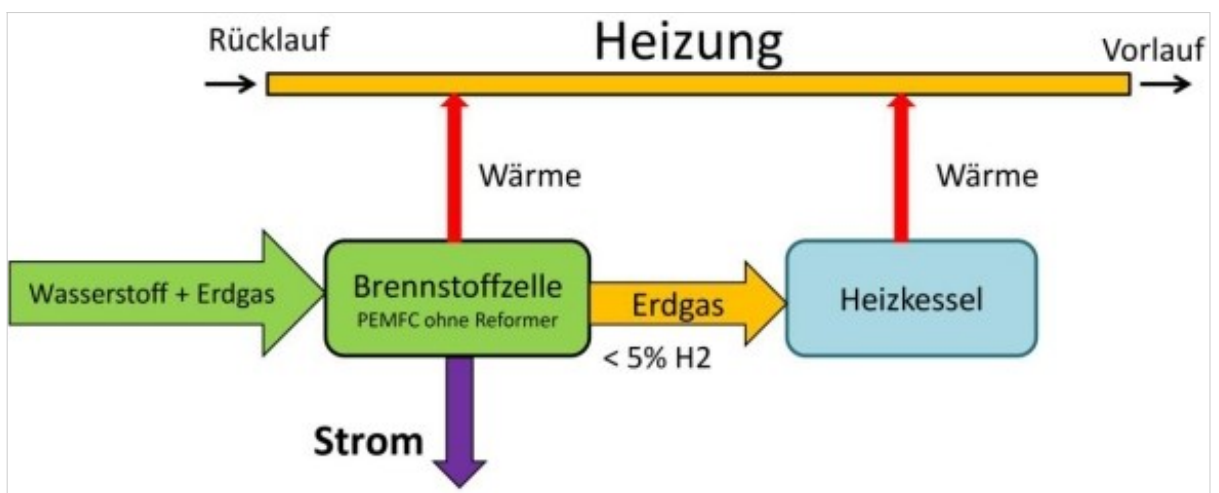 Rücklauf
Heizung
Vorlauf
Wärme
Wärme
Wasserstoff + Erdgas
Brennstoffzelle
PEMFC ohne Reformer
Erdgas
< 5% H2
Heizkessel
Strom